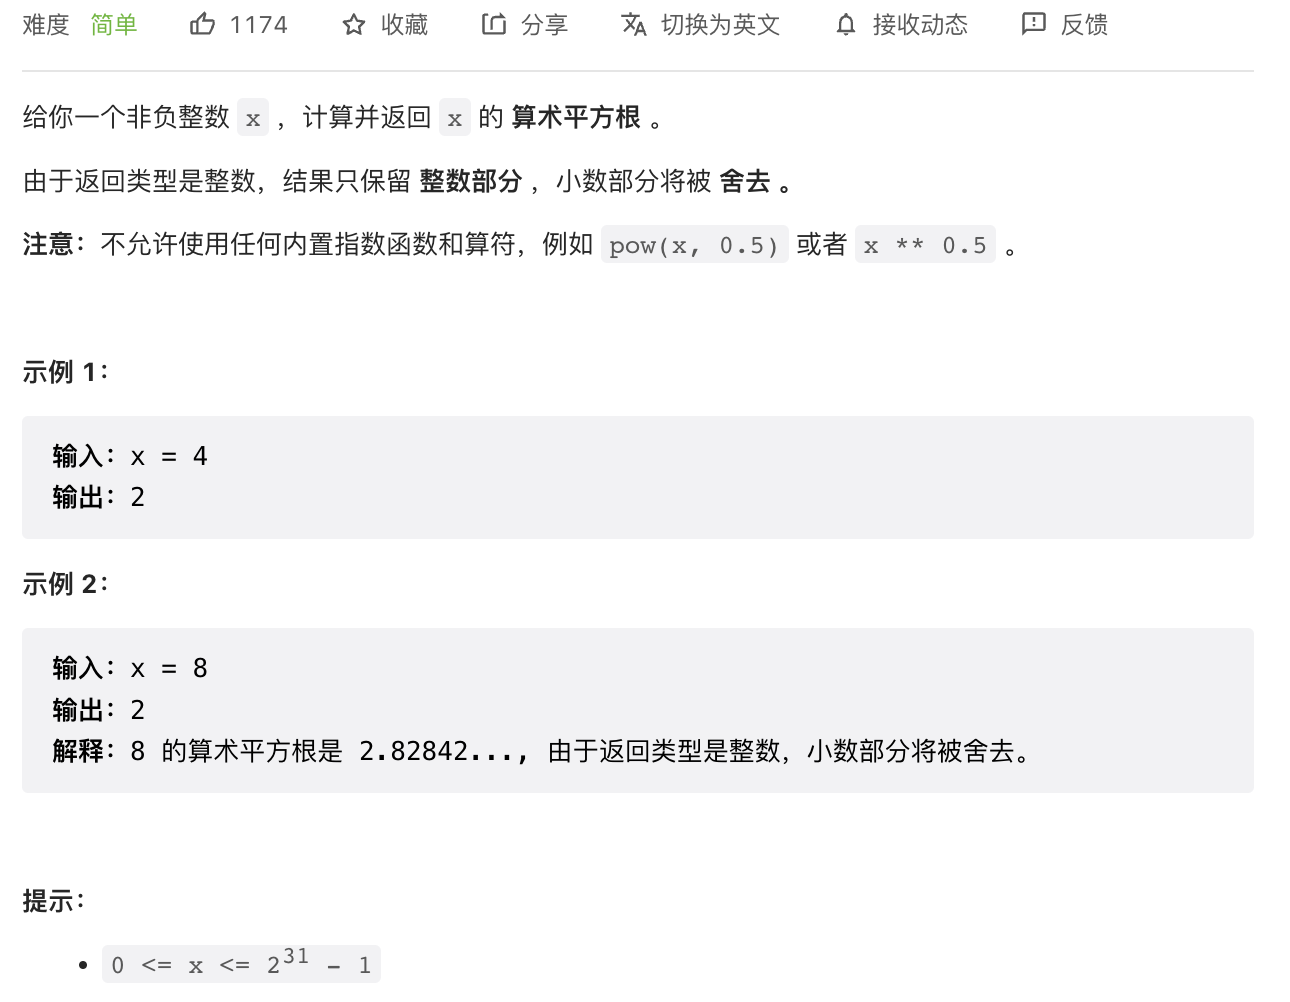 难度 简单 1174 收藏 分享 切换为英文 接收动态 反馈
给你一个非负整数 x ，计算并返回 x 的 算术平方根 。
由于返回类型是整数，结果只保留 整数部分 ，小数部分将被 舍去 。
注意：不允许使用任何内置指数函数和算符，例如 pow(x, 0.5) 或者 x ** 0.5 。
示例 1：
输入：x = 4
输出：2
示例 2：
输入：x = 8
输出：2
解释：8 的算术平方根是 2.82842..., 由于返回类型是整数，小数部分将被舍去。
提示：
• 0 <= x <= 2³¹ - 1